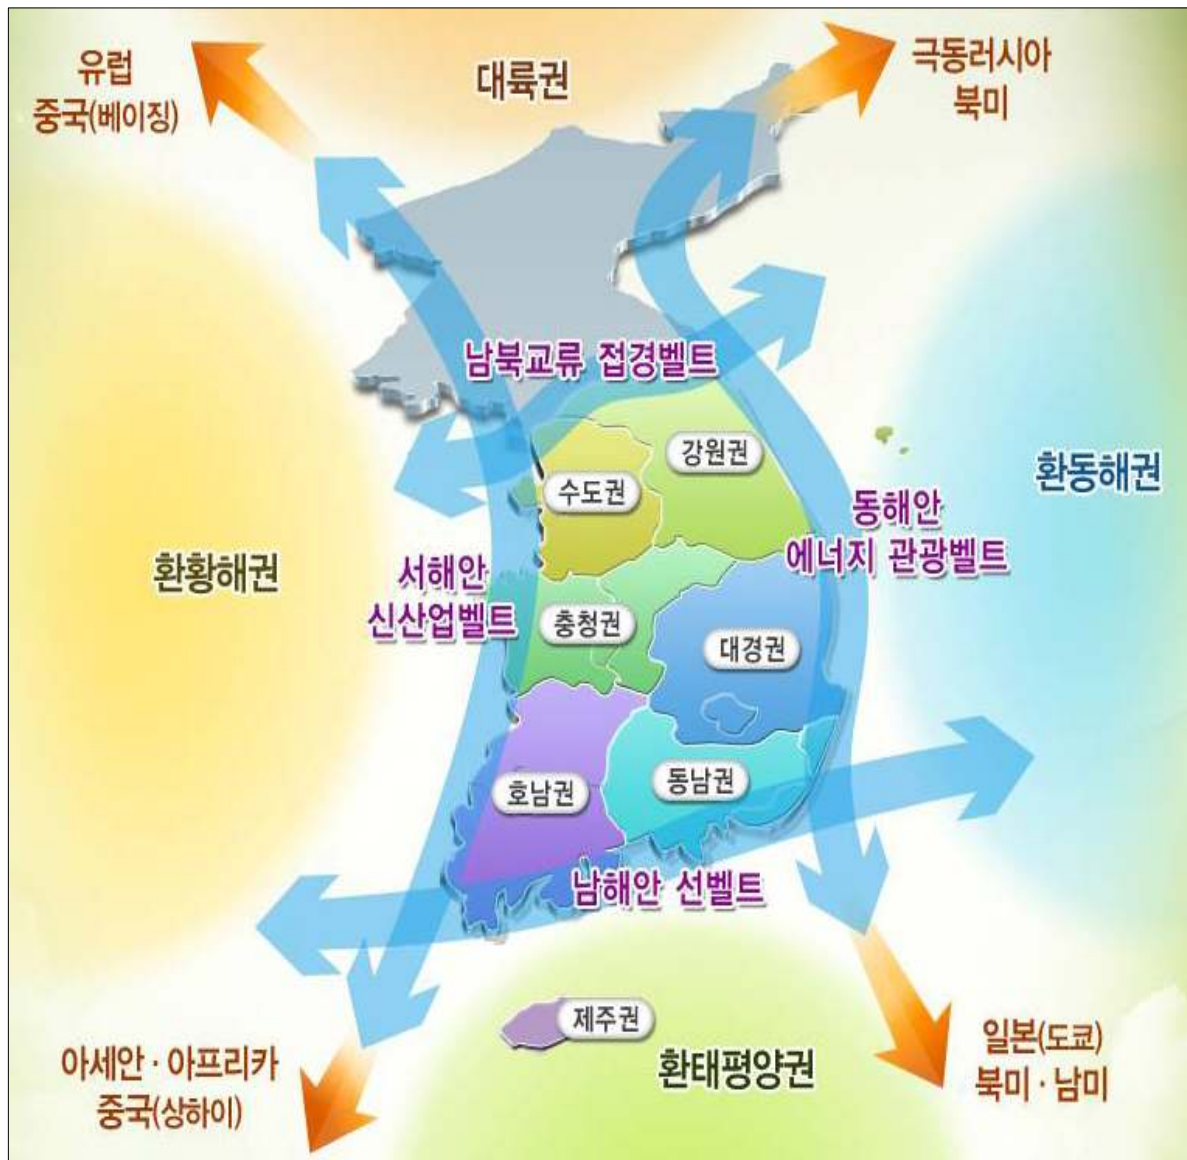 유럽
중국(베이징)
대륙권
극동러시아
북미
남북교류 접경벨트
강원권
수도권
환동해권
동해안
에너지 관광벨트
환황해권
서해안
신산업벨트
충청권
대경권
호남권
동남권
남해안 선벨트
제주권
환태평양권
아세안 · 아프리카
중국(상하이)
일본(도쿄)
북미 · 남미